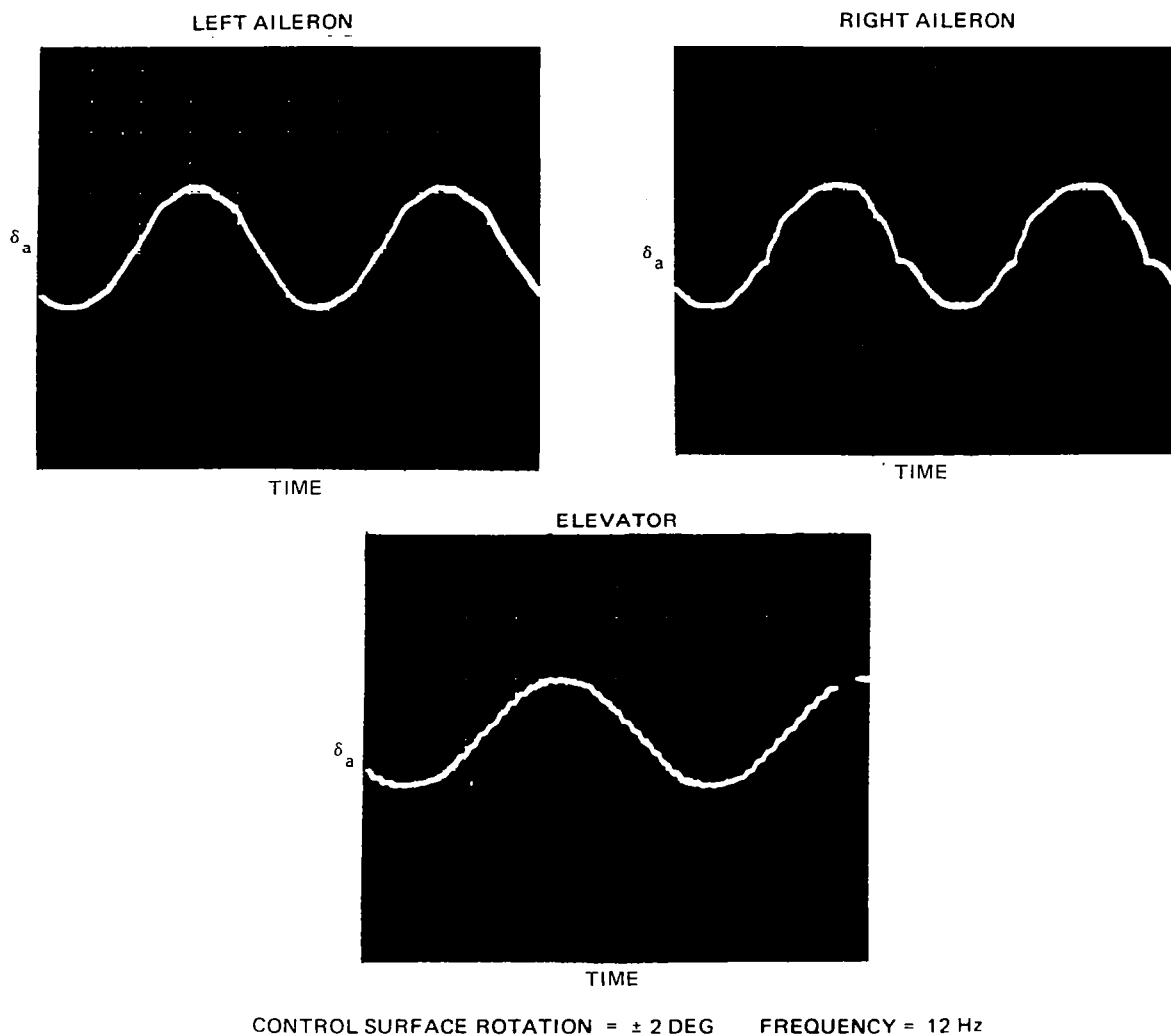 LEFT AILERON
RIGHT AILERON
δa
δa
TIME
TIME
ELEVATOR
δa
TIME
CONTROL SURFACE ROTATION = ± 2 DEG FREQUENCY = 12 Hz